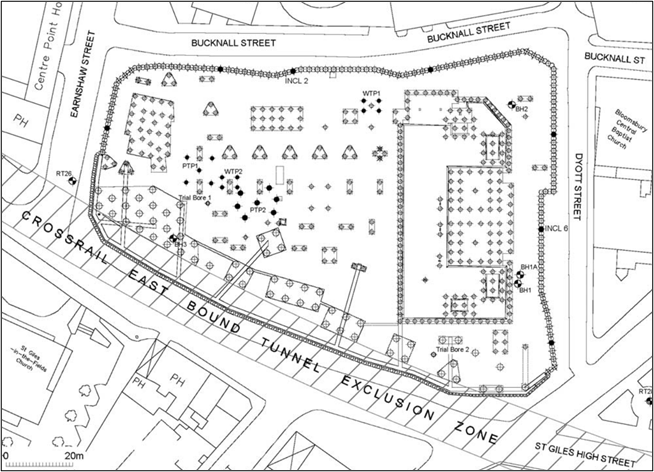 Centre Point Ho
BUCKNALL STREET
BUCKNALL STREET
BUCKNALL ST
EARNSHAW STREET
INCL 2
WTP1
BH2
Bloomsbury
Central
Baptist
Church
PH
PTP1
WTP2
RT26
Trial Bore 1
PTP2
DYOTT STREET
INCL 6
BH3
BH1A
BH1
CROSSRAIL EAST BOUND TUNNEL EXCLUSION ZONE
St Giles
-in-the-Fields
Church
Trial Bore 2
PH
PH
RT2
ST GILES HIGH STREET
0 20m